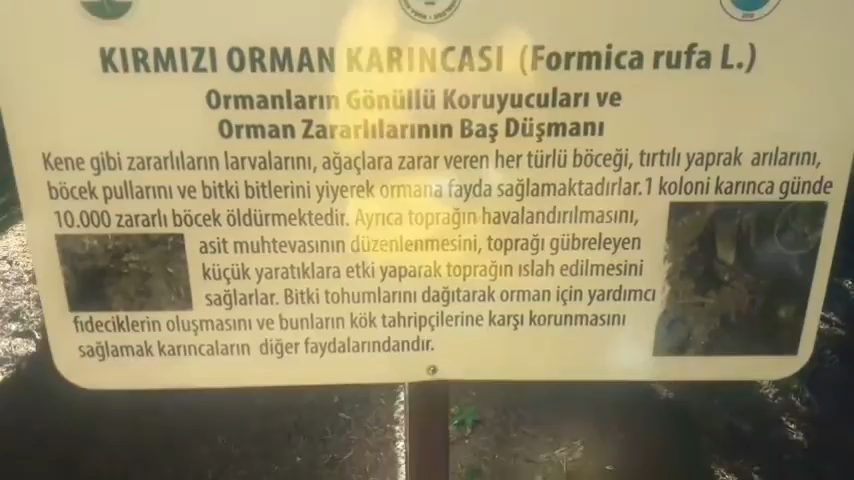 KIRMIZI ORMAN KARINCASI (Formica rufa L.)
Ormanların Gönüllü Koruyucuları ve
Orman Zararlılarının Baş Düşmanı
Kene gibi zararlıların larvalarını, ağaçlara zarar veren her türlü böceği, tırtılı yaprak arılarını,
böcek pullarını ve bitki bitlerini yiyerek ormana fayda sağlamaktadırlar.1 koloni karınca günde
10.000 zararlı böcek öldürmektedir. Ayrıca toprağın havalandırılmasını,
asit muhtevasının düzenlenmesini, toprağı gübreleyen
küçük yaratıklara etki yaparak toprağın ıslah edilmesini
sağlarlar. Bitki tohumlarını dağıtarak orman için yardımcı
fideciklerin oluşmasını ve bunların kök tahripçilerine karşı korunmasını
sağlamak karıncaların diğer faydalarındandır.